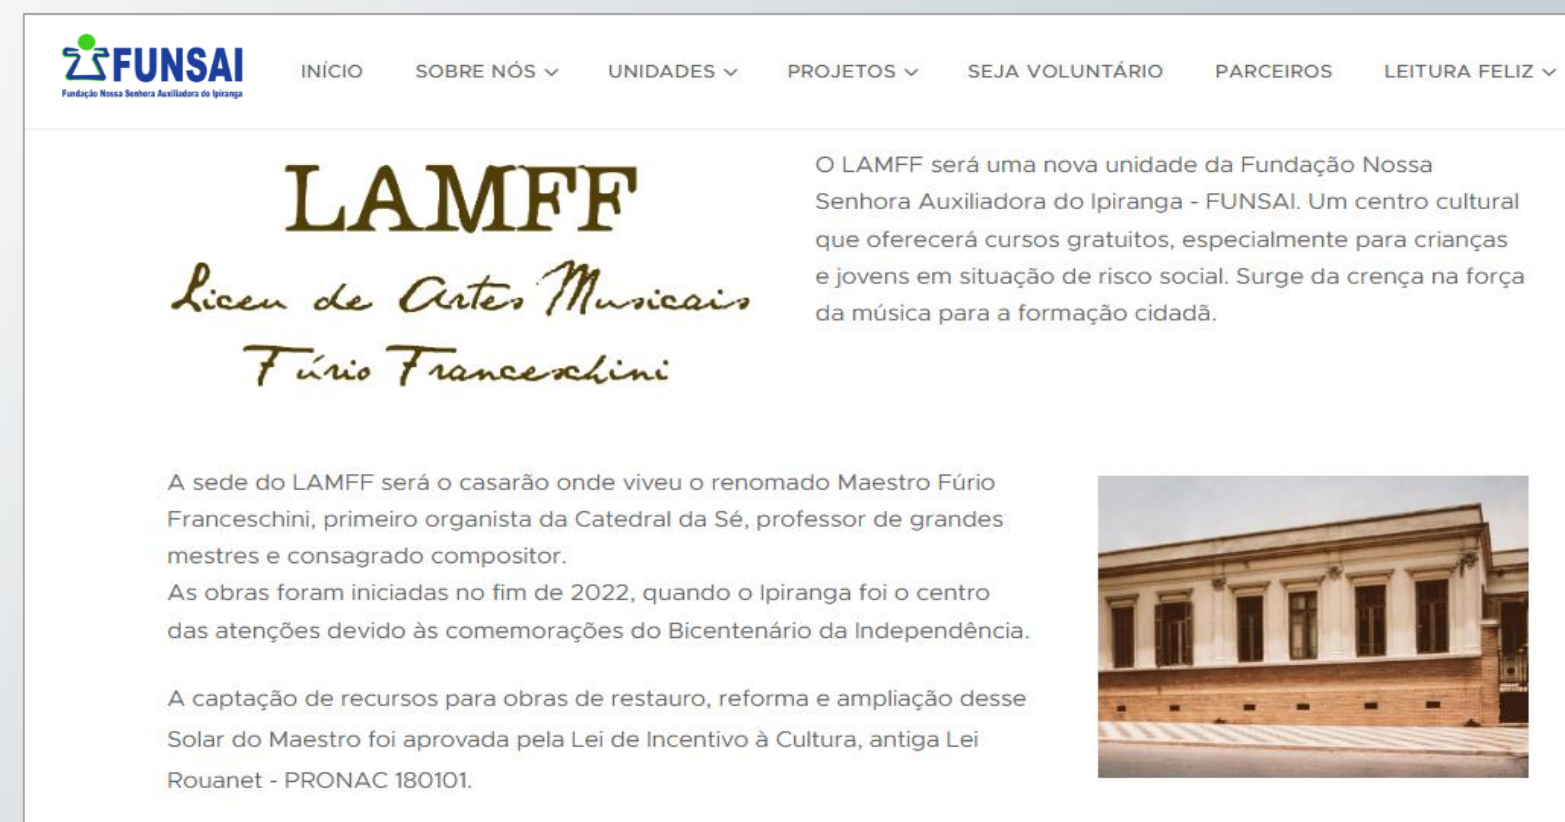 FUNSAI
Fundação Nossa Senhora Auxiliadora do Ipiranga
INÍCIO SOBRE NÓS UNIDADES PROJETOS SEJA VOLUNTÁRIO PARCEIROS LEITURA FELIZ
LAMFF
Liceu de Artes Musicais
Fúrio Franceschini
O LAMFF será uma nova unidade da Fundação Nossa
Senhora Auxiliadora do Ipiranga - FUNSAI. Um centro cultural
que oferecerá cursos gratuitos, especialmente para crianças
e jovens em situação de risco social. Surge da crença na força
da música para a formação cidadã.
A sede do LAMFF será o casarão onde viveu o renomado Maestro Fúrio
Franceschini, primeiro organista da Catedral da Sé, professor de grandes
mestres e consagrado compositor.
As obras foram iniciadas no fim de 2022, quando o Ipiranga foi o centro
das atenções devido às comemorações do Bicentenário da Independência.
A captação de recursos para obras de restauro, reforma e ampliação desse
Solar do Maestro foi aprovada pela Lei de Incentivo à Cultura, antiga Lei
Rouanet - PRONAC 180101.